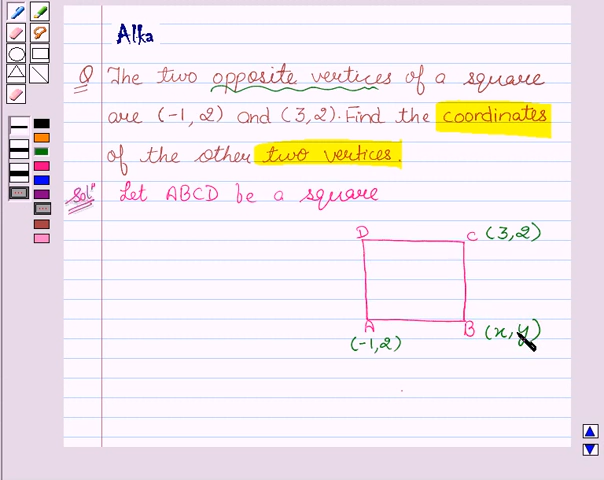 Alka
Q The two opposite vertices of a square
are (-1,2) and (3,2). Find the coordinates
of the other two vertices.
Solⁿ Let ABCD be a square
D C (3,2)
A B (x,y)
(-1,2)